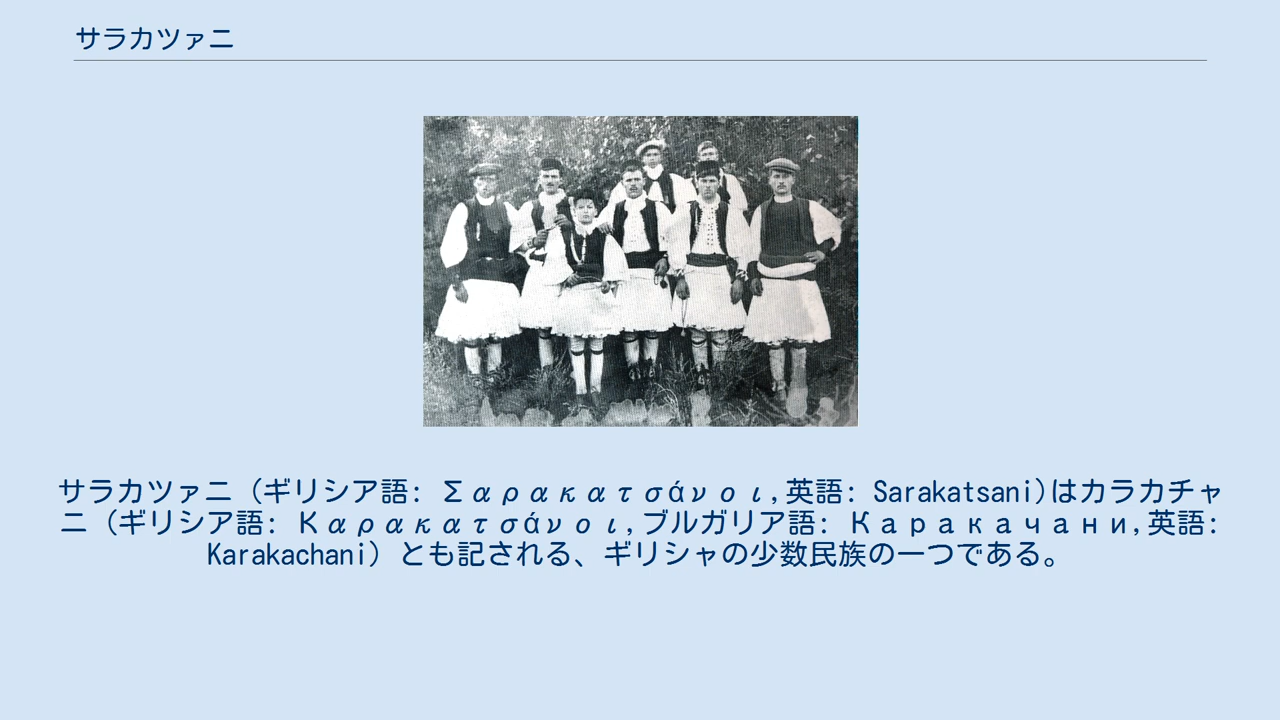 サラカツァニ
サラカツァニ（ギリシア語: Σαρακατσάνοι,英語: Sarakatsani)はカラカチャ
ニ（ギリシア語: Καρακατσάνοι,ブルガリア語: Каракачани,英語:
Karakachani）とも記される、ギリシャの少数民族の一つである。